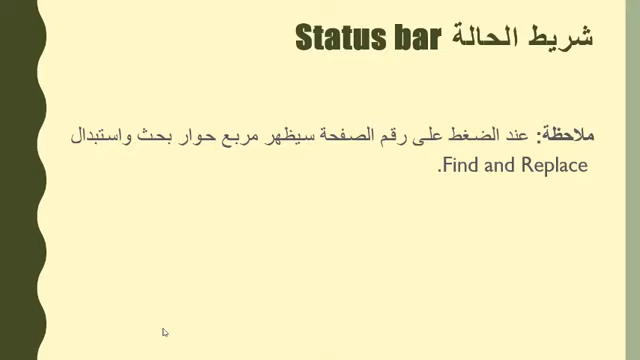 شريط الحالة Status bar
ملاحظة: عند الضغط على رقم الصفحة سيظهر مربع حوار بحث واستبدال
Find and Replace.